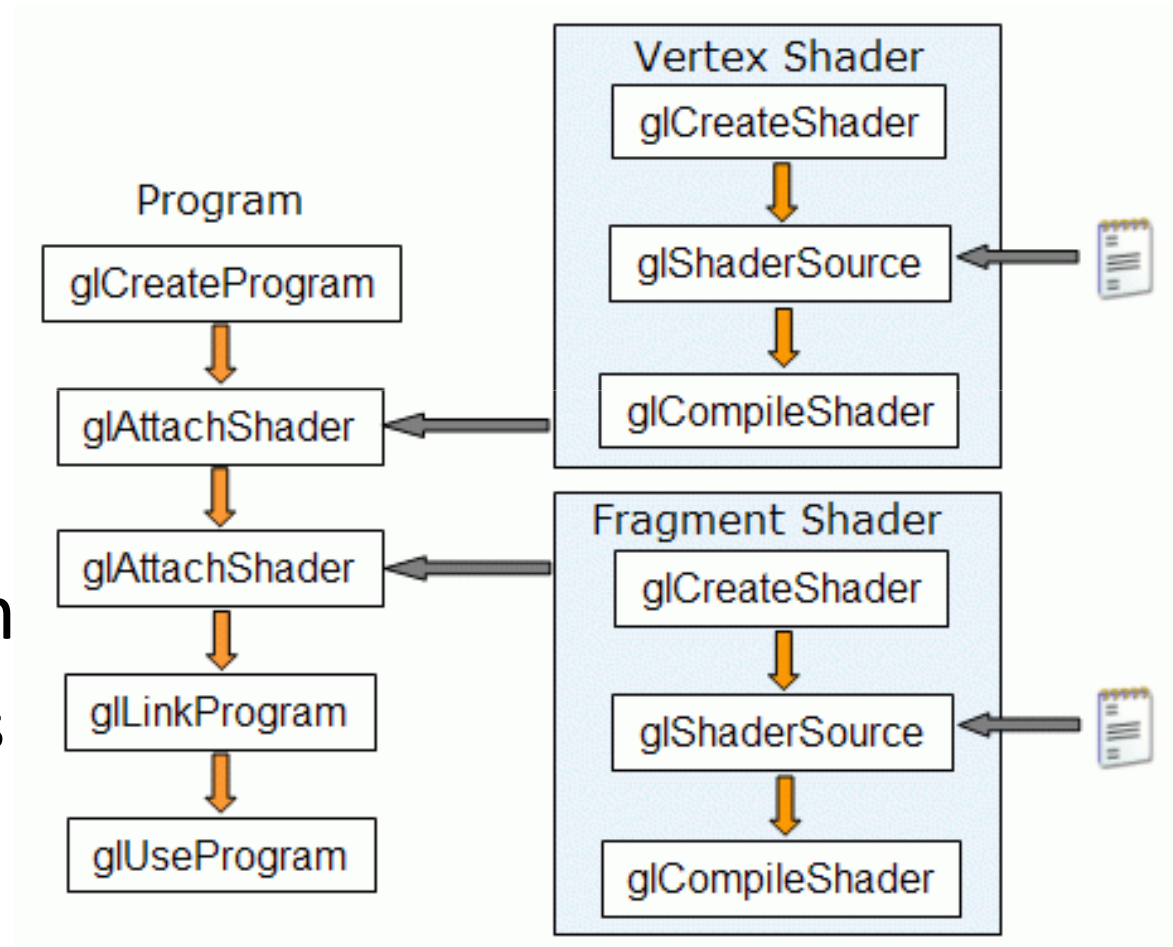 Program
glCreateProgram
glAttachShader
glAttachShader
glLinkProgram
glUseProgram
Vertex Shader
glCreateShader
glShaderSource
glCompileShader
Fragment Shader
glCreateShader
glShaderSource
glCompileShader
n
s